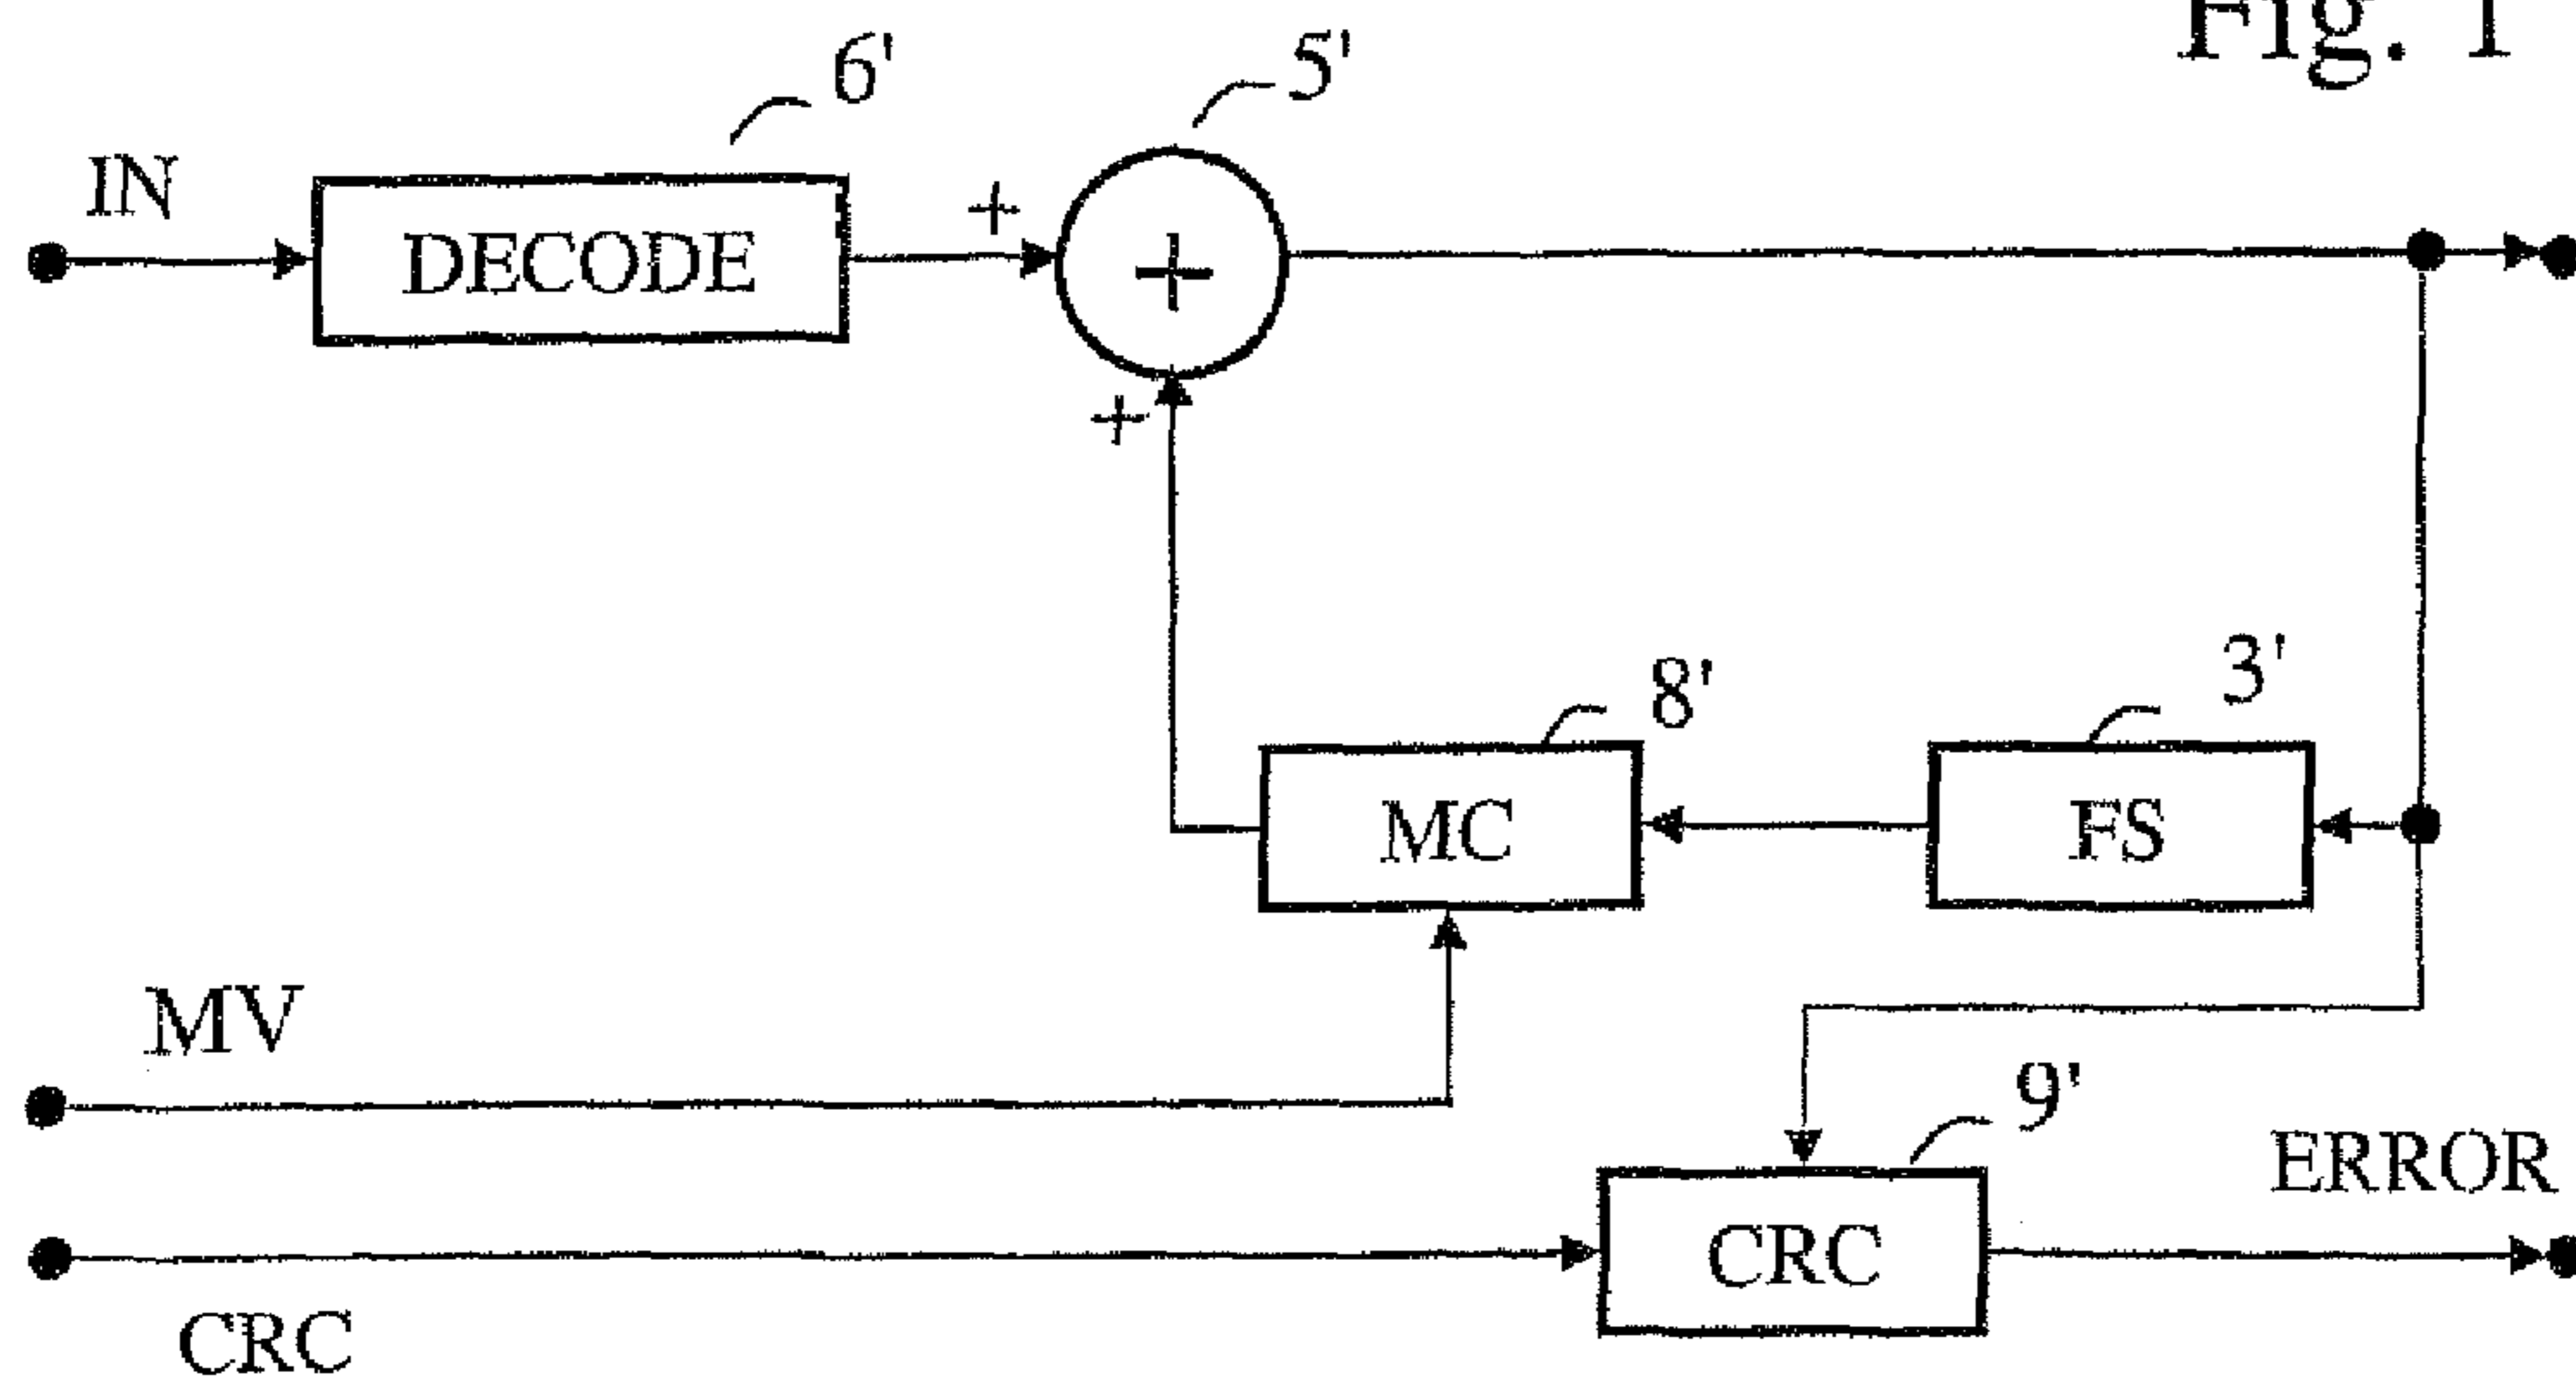 Fig. 1
6'
5'
IN
DECODE
+
+
+
8'
3'
MC
FS
MV
9'
ERROR
CRC
CRC